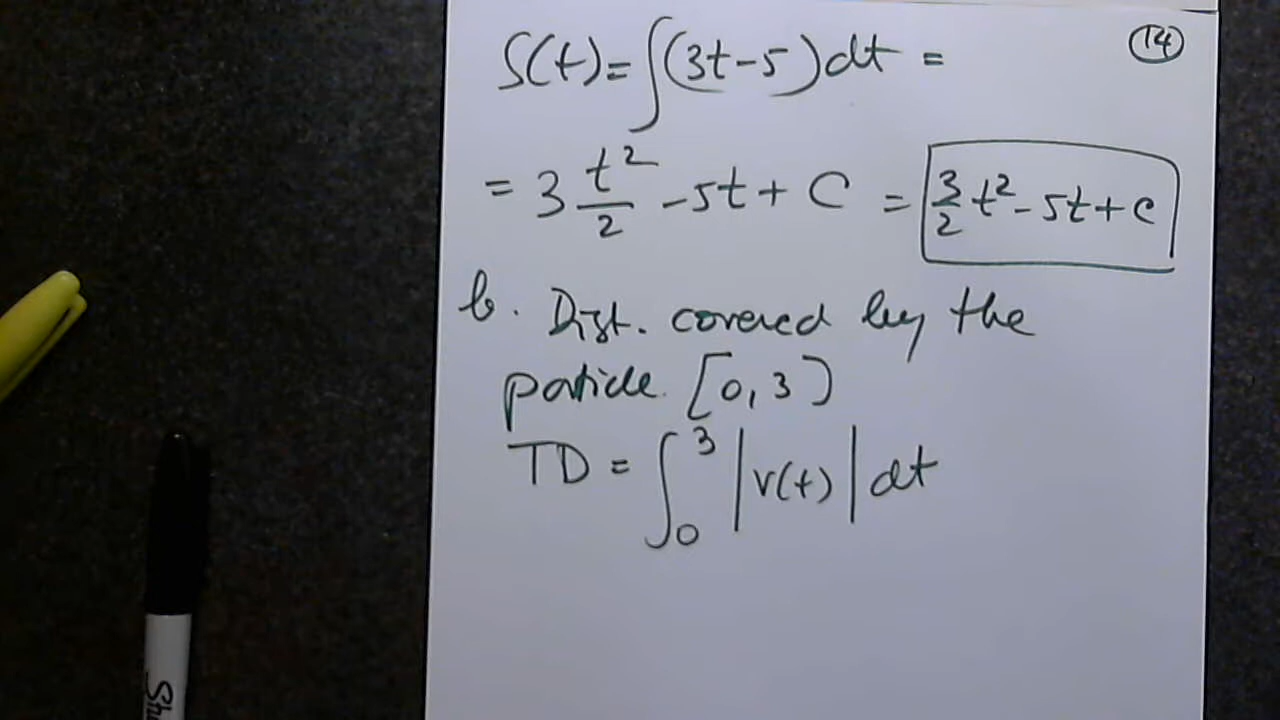 S(t)=∫(3t-5)dt =
14
= 3 t²/2 -5t+C = 3/2 t²-5t+c
b. Dist. covered by the
paticle [0,3)
TD = ∫₀³ |v(t)| dt